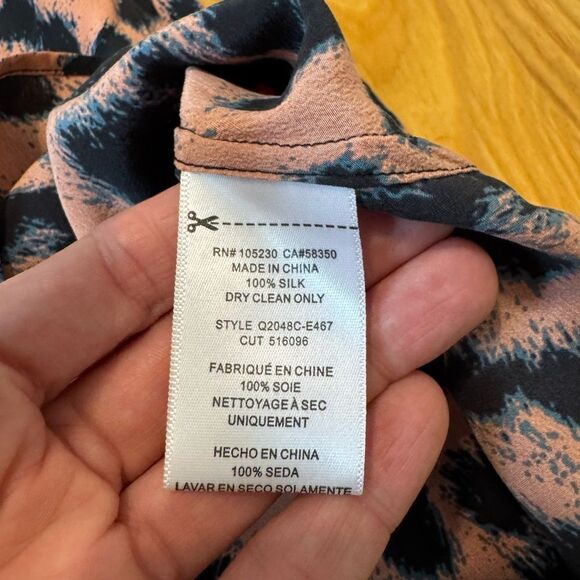 RN# 105230 CA#58350
MADE IN CHINA
100% SILK
DRY CLEAN ONLY
STYLE Q2048C-E467
CUT 516096
FABRIQUÉ EN CHINE
100% SOIE
NETTOYAGE À SEC
UNIQUEMENT
HECHO EN CHINA
100% SEDA
LAVAR EN SECO SOLAMENTE